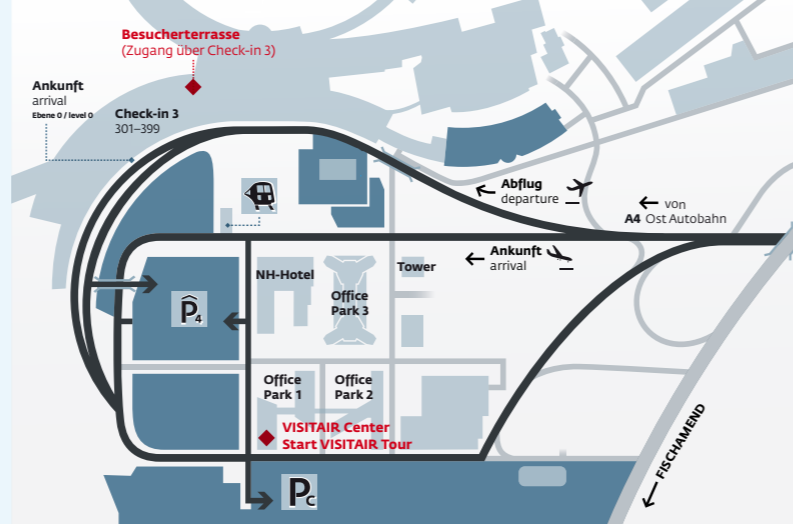 Besucherterrasse
(Zugang über Check-in 3)
Ankunft
arrival
Ebene 0 / level 0
Check-in 3
301–399
Abflug
departure
von
A4 Ost Autobahn
Ankunft
arrival
NH-Hotel
Office
Park 3
Tower
P4
Office
Park 1
Office
Park 2
VISITAIR Center
Start VISITAIR Tour
PC
FISCHAMEND